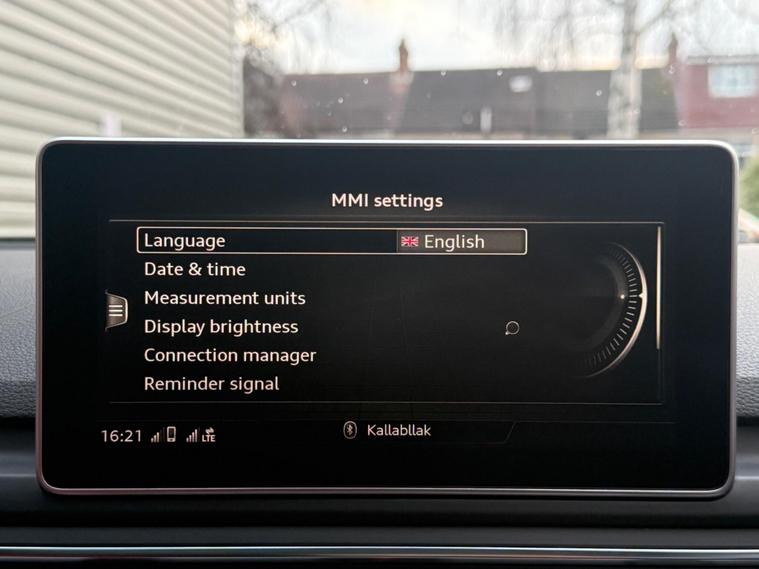 MMI settings
Language English
Date & time
Measurement units
Display brightness
Connection manager
Reminder signal
16:21 LTE Kallabllak